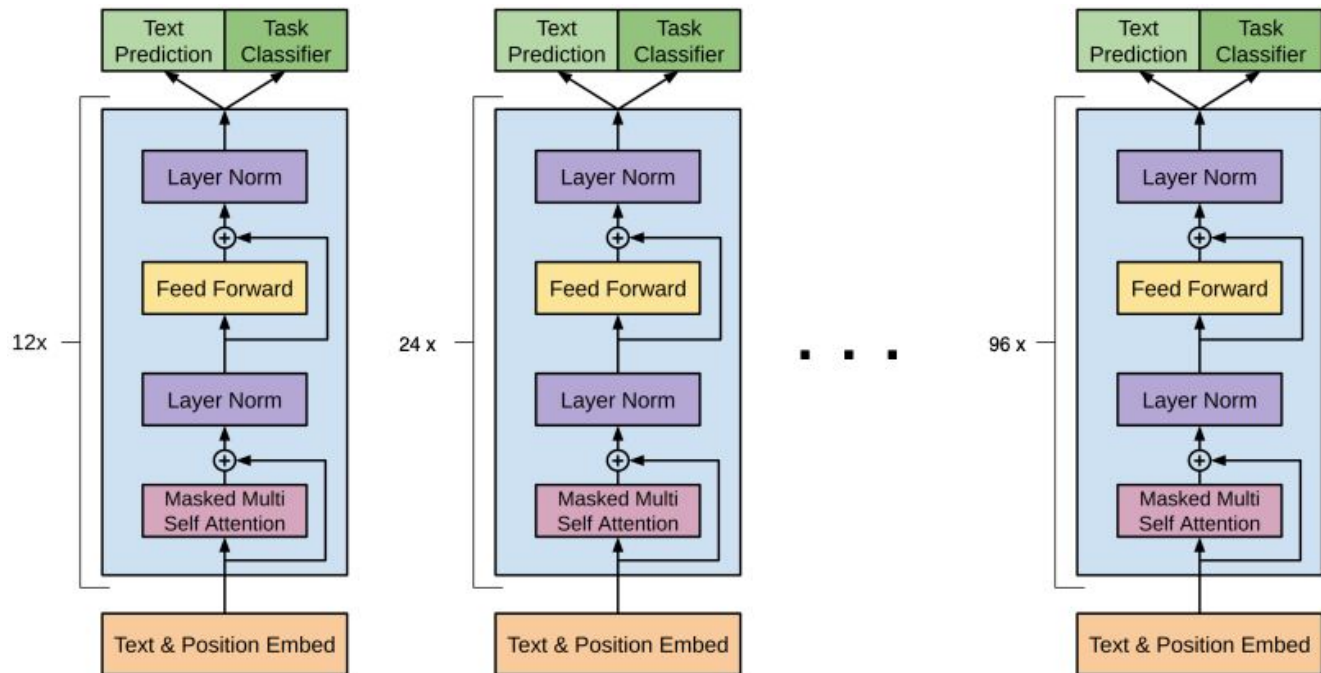 Text
Prediction
Task
Classifier
Layer Norm
Feed Forward
12x
Layer Norm
Masked Multi
Self Attention
Text & Position Embed
Text
Prediction
Task
Classifier
Layer Norm
Feed Forward
24 x
Layer Norm
Masked Multi
Self Attention
Text & Position Embed
. . .
Text
Prediction
Task
Classifier
Layer Norm
Feed Forward
96 x
Layer Norm
Masked Multi
Self Attention
Text & Position Embed